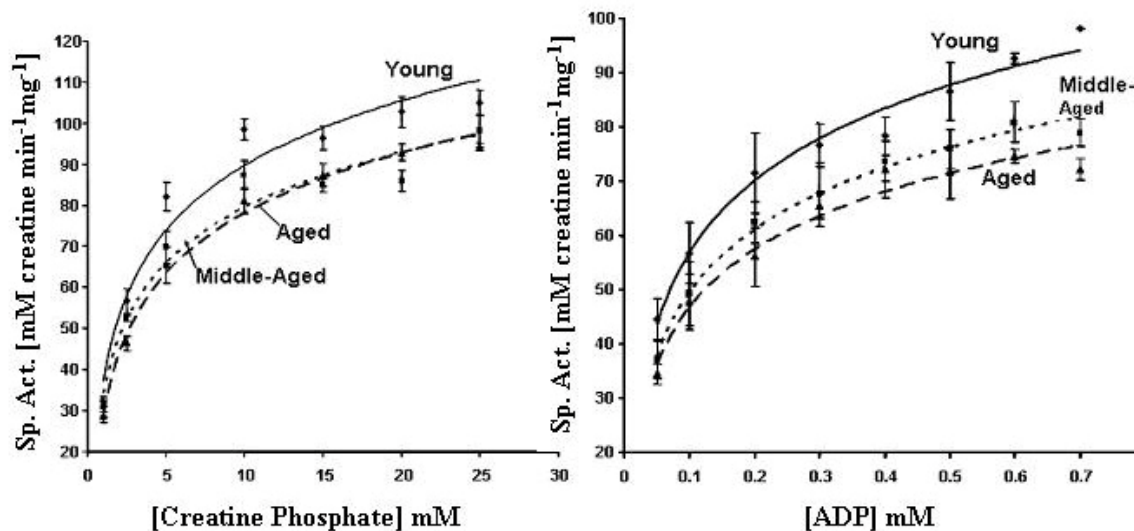 Sp. Act. [mM creatine min-1mg-1]
120
110
100
90
80
70
60
50
40
30
20
Young
Aged
Middle-Aged
0 5 10 15 20 25 30
[Creatine Phosphate] mM
Sp. Act. [mM creatine min-1mg-1]
100
90
80
70
60
50
40
30
20
Young
Middle-
Aged
Aged
0 0.1 0.2 0.3 0.4 0.5 0.6 0.7
[ADP] mM